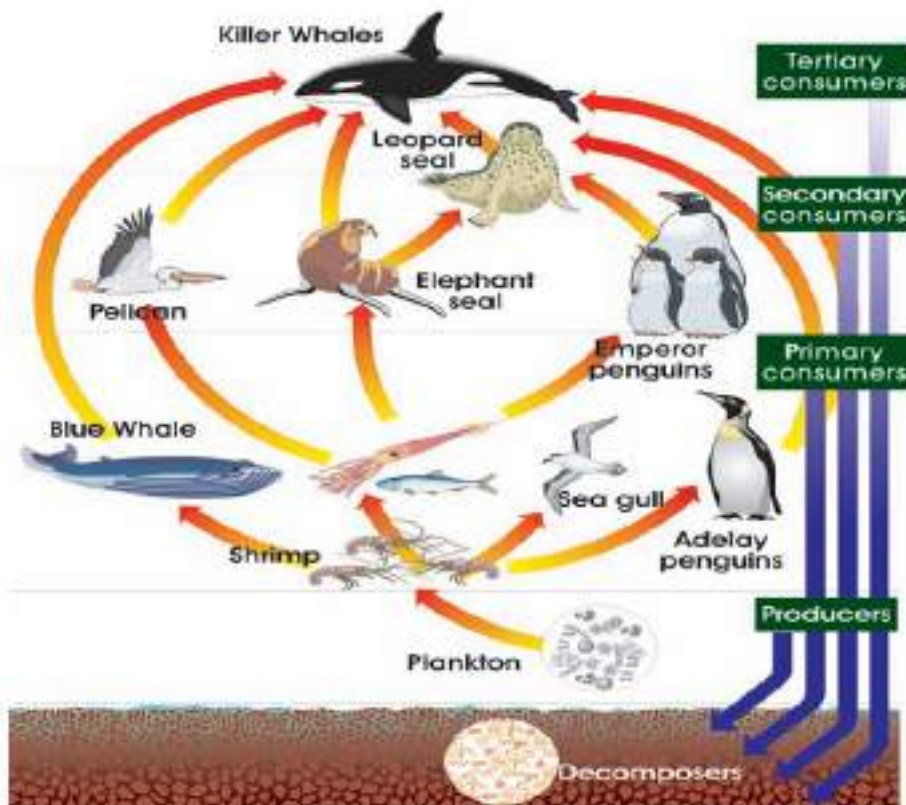 Killer Whales
Tertiary
consumers
Leopard
seal
Secondary
consumers
Pelican
Elephant
seal
Emperor
penguins
Primary
consumers
Blue Whale
Sea gull
Adelay
penguins
Shrimp
Producers
Plankton
Decomposers